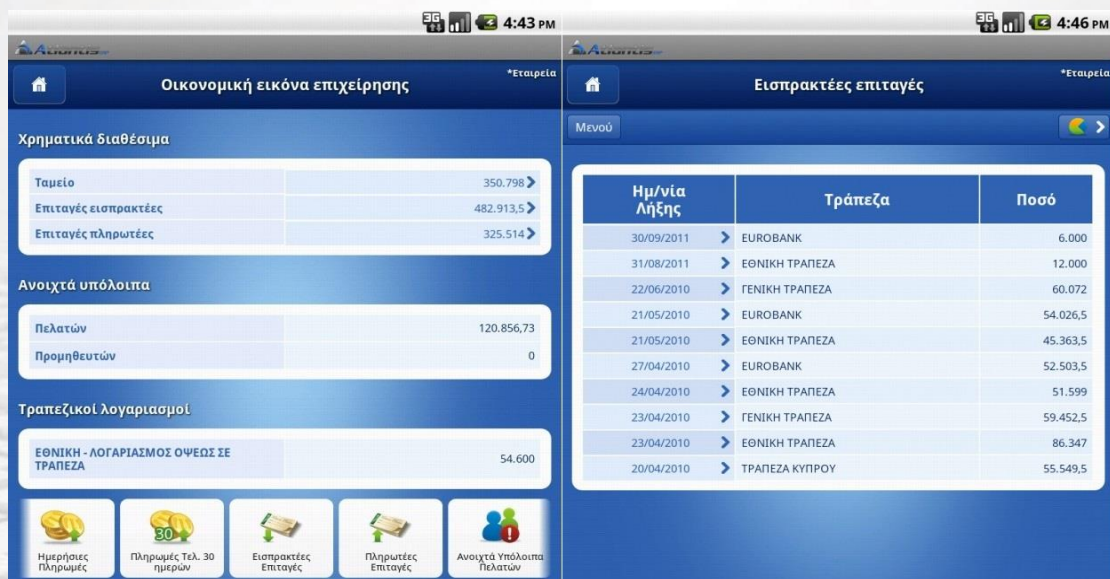 3G 4:43 PM
Atlantis
Οικονομική εικόνα επιχείρησης
*Εταιρεία
Χρηματικά διαθέσιμα
Ταμείο 350.798
Επιταγές εισπρακτέες 482.913,5
Επιταγές πληρωτέες 325.514
Ανοιχτά υπόλοιπα
Πελατών 120.856,73
Προμηθευτών 0
Τραπεζικοί λογαριασμοί
ΕΘΝΙΚΗ - ΛΟΓΑΡΙΑΣΜΟΣ ΟΨΕΩΣ ΣΕ
ΤΡΑΠΕΖΑ 54.600
Ημερήσιες
Πληρωμές
30
Πληρωμές Τελ. 30
ημερών
Εισπρακτέες
Επιταγές
Πληρωτέες
Επιταγές
Ανοιχτά Υπόλοιπα
Πελατών
3G 4:46 PM
Atlantis
Εισπρακτέες επιταγές
*Εταιρεία
Μενού
Ημ/νία
Λήξης Τράπεζα Ποσό
30/09/2011 EUROBANK 6.000
31/08/2011 ΕΘΝΙΚΗ ΤΡΑΠΕΖΑ 12.000
22/06/2010 ΓΕΝΙΚΗ ΤΡΑΠΕΖΑ 60.072
21/05/2010 EUROBANK 54.026,5
21/05/2010 ΕΘΝΙΚΗ ΤΡΑΠΕΖΑ 45.363,5
27/04/2010 EUROBANK 52.503,5
24/04/2010 ΕΘΝΙΚΗ ΤΡΑΠΕΖΑ 51.599
23/04/2010 ΓΕΝΙΚΗ ΤΡΑΠΕΖΑ 59.452,5
23/04/2010 ΕΘΝΙΚΗ ΤΡΑΠΕΖΑ 86.347
20/04/2010 ΤΡΑΠΕΖΑ ΚΥΠΡΟΥ 55.549,5